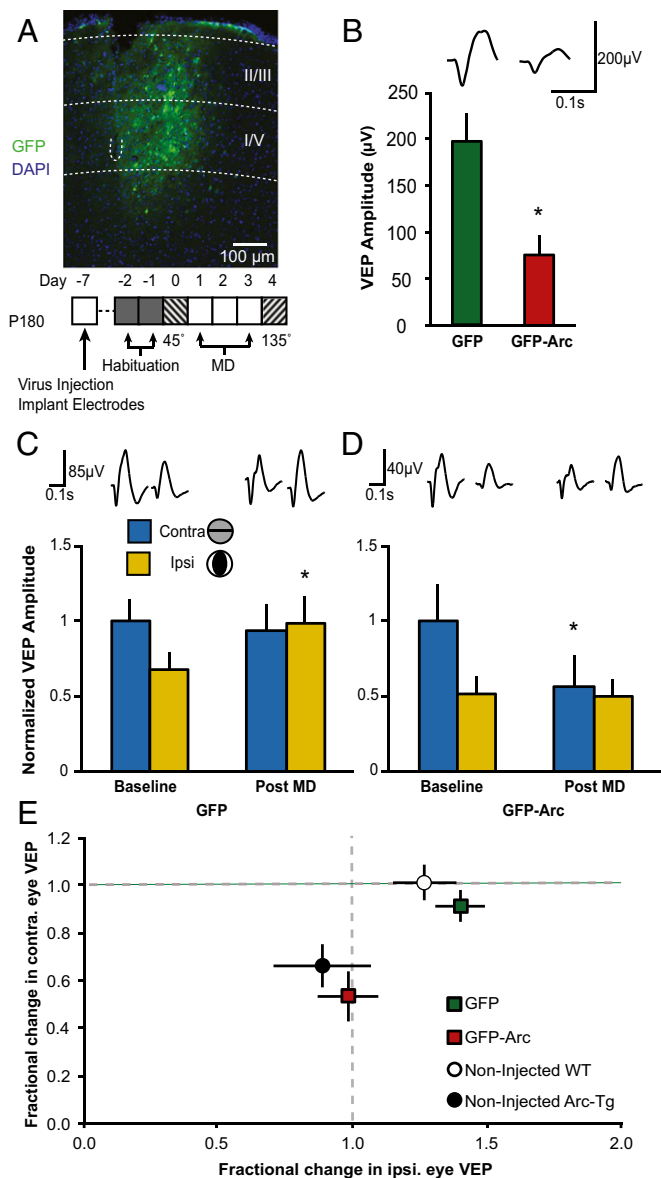 A
II/III
I/V
GFP
DAPI
100 µm
Day -7 -2 -1 0 1 2 3 4
P180
45° 135°
Habituation MD
Virus Injection
Implant Electrodes
B
200µV
0.1s
VEP Amplitude (µV)
250
200
150
100
50
0
*
GFP GFP-Arc
C
85µV
0.1s
Contra
Ipsi
Normalized VEP Amplitude
1.5
1
0.5
0
*
Baseline Post MD
GFP
D
40µV
0.1s
1.5
1
0.5
0
*
Baseline Post MD
GFP-Arc
E
Fractional change in contra. eye VEP
1.2
1.0
0.8
0.6
0.4
0.2
0.0
GFP
GFP-Arc
Non-Injected WT
Non-Injected Arc-Tg
0.0 0.5 1.0 1.5 2.0
Fractional change in ipsi. eye VEP